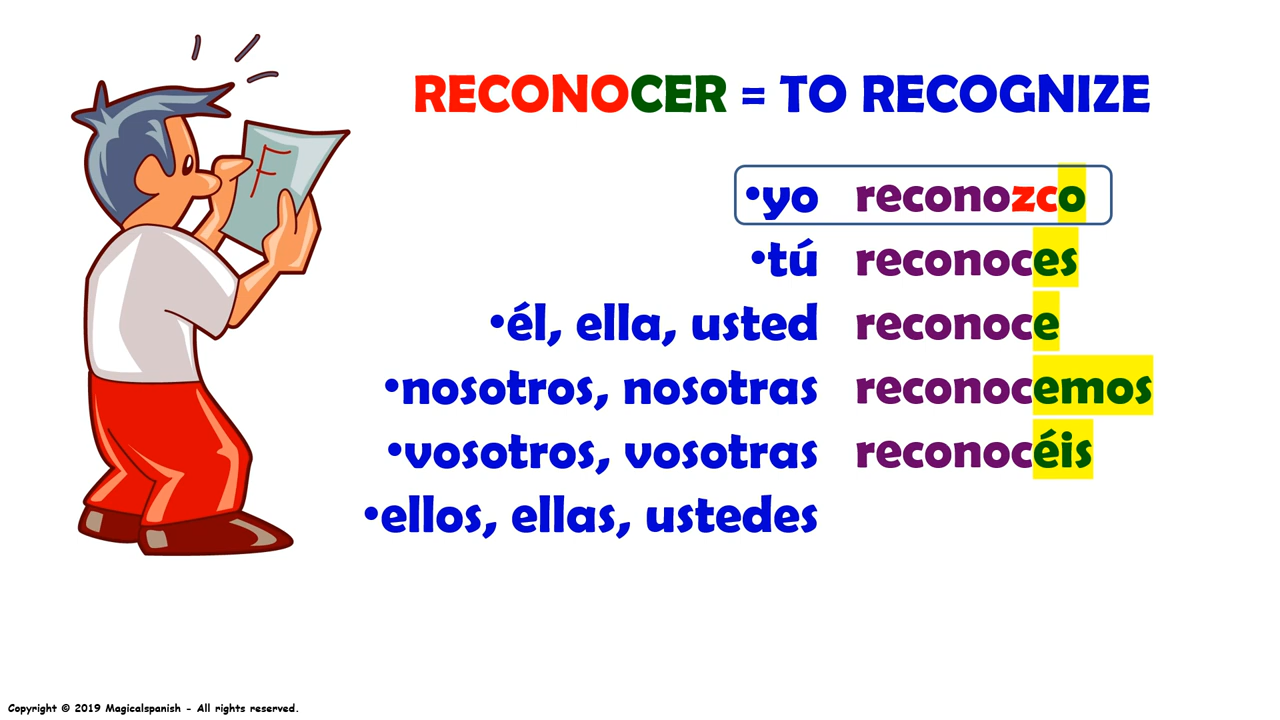 F
RECONOCER = TO RECOGNIZE
•yo reconozco
•tú reconoces
•él, ella, usted reconoce
•nosotros, nosotras reconocemos
•vosotros, vosotras reconocéis
•ellos, ellas, ustedes
Copyright © 2019 Magicalspanish - All rights reserved.